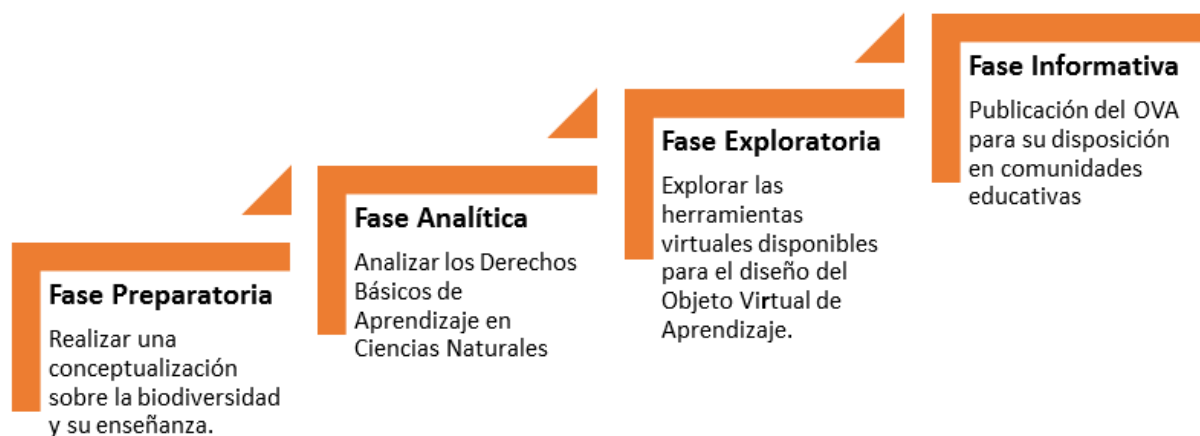 Fase Preparatoria
Realizar una
conceptualización
sobre la biodiversidad
y su enseñanza.
Fase Analítica
Analizar los Derechos
Básicos de
Aprendizaje en
Ciencias Naturales
Fase Exploratoria
Explorar las
herramientas
virtuales disponibles
para el diseño del
Objeto Virtual de
Aprendizaje.
Fase Informativa
Publicación del OVA
para su disposición
en comunidades
educativas